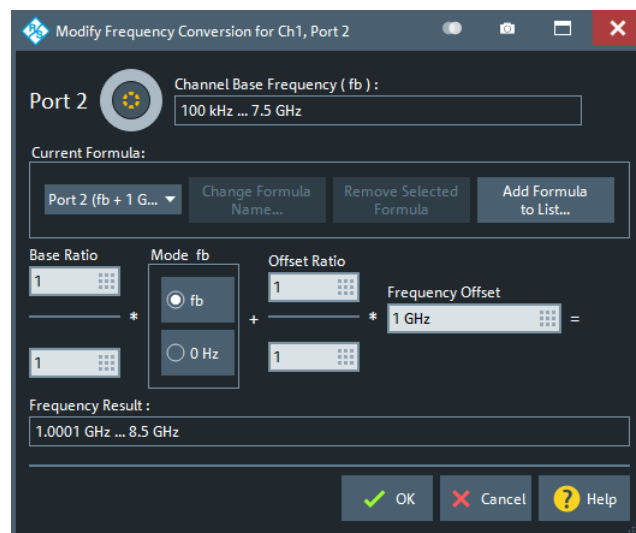 Modify Frequency Conversion for Ch1, Port 2
Port 2
Channel Base Frequency ( fb ) :
100 kHz ... 7.5 GHz
Current Formula:
Port 2 (fb + 1 G...
Change Formula
Name...
Remove Selected
Formula
Add Formula
to List...
Base Ratio
Mode fb
Offset Ratio
1
fb
1
Frequency Offset
*
+
*
1 GHz
=
1
0 Hz
1
Frequency Result :
1.0001 GHz ... 8.5 GHz
OK
Cancel
? Help